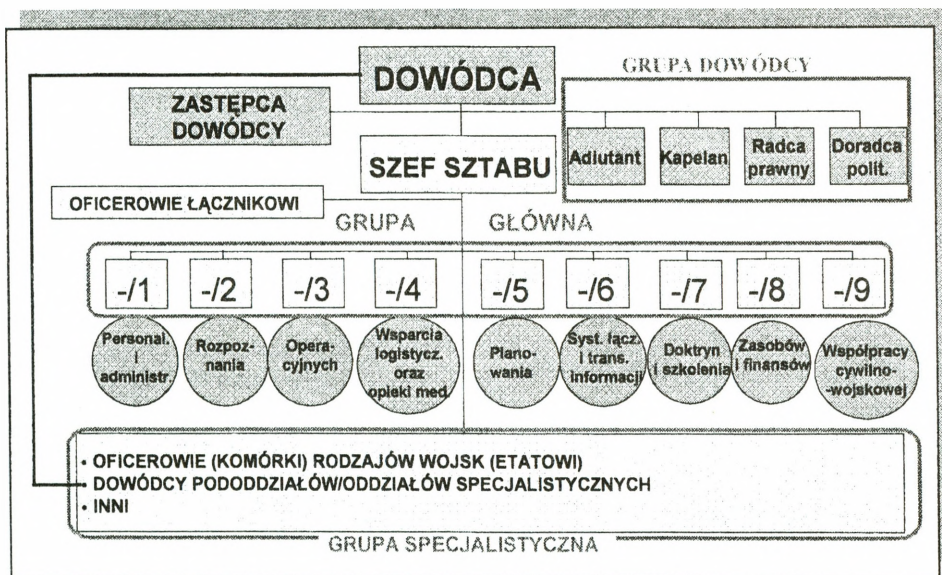 DOWÓDCA
GRUPA DOWÓDCY
ZASTĘPCA
DOWÓDCY
SZEF SZTABU
Adiutant
Kapelan
Radca
prawny
Doradca
polit.
OFICEROWIE ŁĄCZNIKOWI
GRUPA GŁÓWNA
-/1
-/2
-/3
-/4
-/5
-/6
-/7
-/8
-/9
Personal.
i
administr.
Rozpoz-
nania
Opera-
cyjnych
Wsparcia
logistycz.
oraz
opieki med.
Plano-
wania
Syst. łącz.
i trans.
Informacji
Doktryn
i szkolenia
Zasobów
i finansów
Współpracy
cywilno-
-wojskowej
• OFICEROWIE (KOMÓRKI) RODZAJÓW WOJSK (ETATOWI)
• DOWÓDCY PODODDZIAŁÓW/ODDZIAŁÓW SPECJALISTYCZNYCH
• INNI
GRUPA SPECJALISTYCZNA